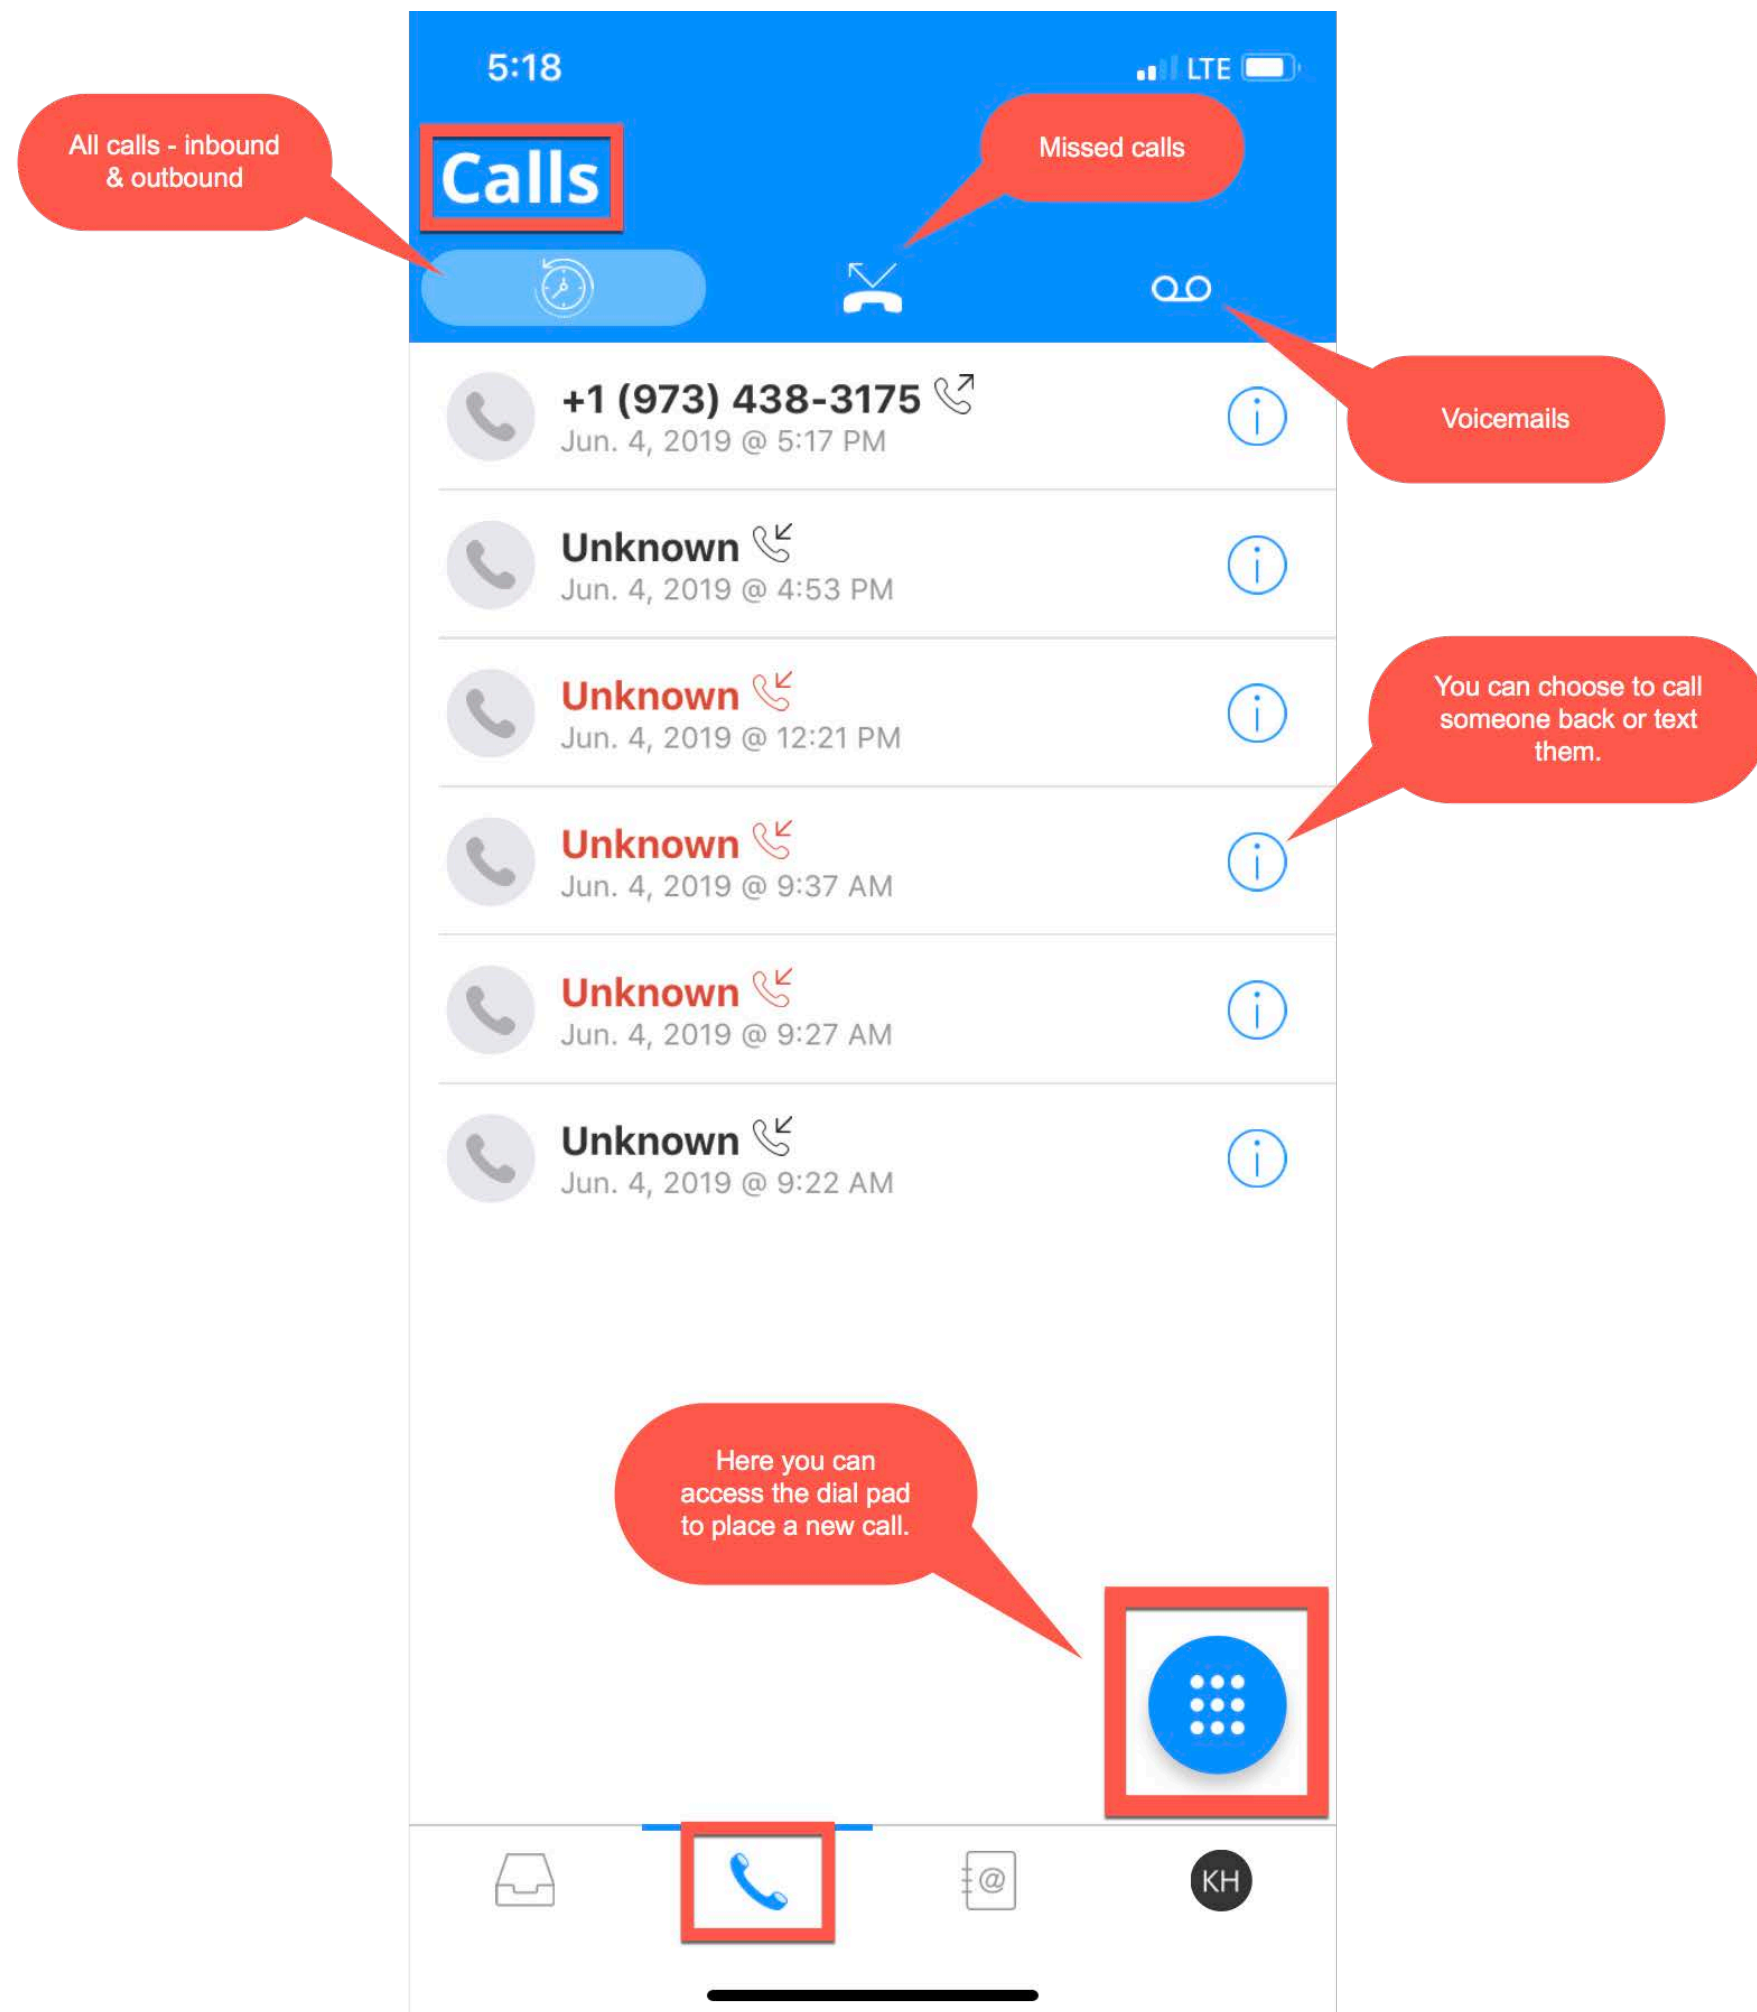 5:18
LTE
All calls - inbound
& outbound
Calls
Missed calls
+1 (973) 438-3175
Jun. 4, 2019 @ 5:17 PM
Voicemails
Unknown
Jun. 4, 2019 @ 4:53 PM
Unknown
Jun. 4, 2019 @ 12:21 PM
You can choose to call
someone back or text
them.
Unknown
Jun. 4, 2019 @ 9:37 AM
Unknown
Jun. 4, 2019 @ 9:27 AM
Unknown
Jun. 4, 2019 @ 9:22 AM
Here you can
access the dial pad
to place a new call.
KH